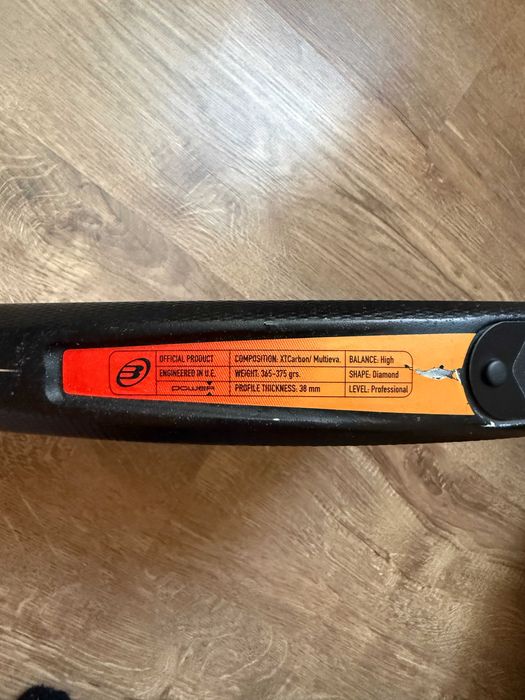 OFFICIAL PRODUCT
ENGINEERED IN U.E.
POWER
COMPOSITION: XTCarbon/ Multieva.
WEIGHT: 365-375 grs.
PROFILE THICKNESS: 38 mm
BALANCE: High
SHAPE: Diamond
LEVEL: Professional